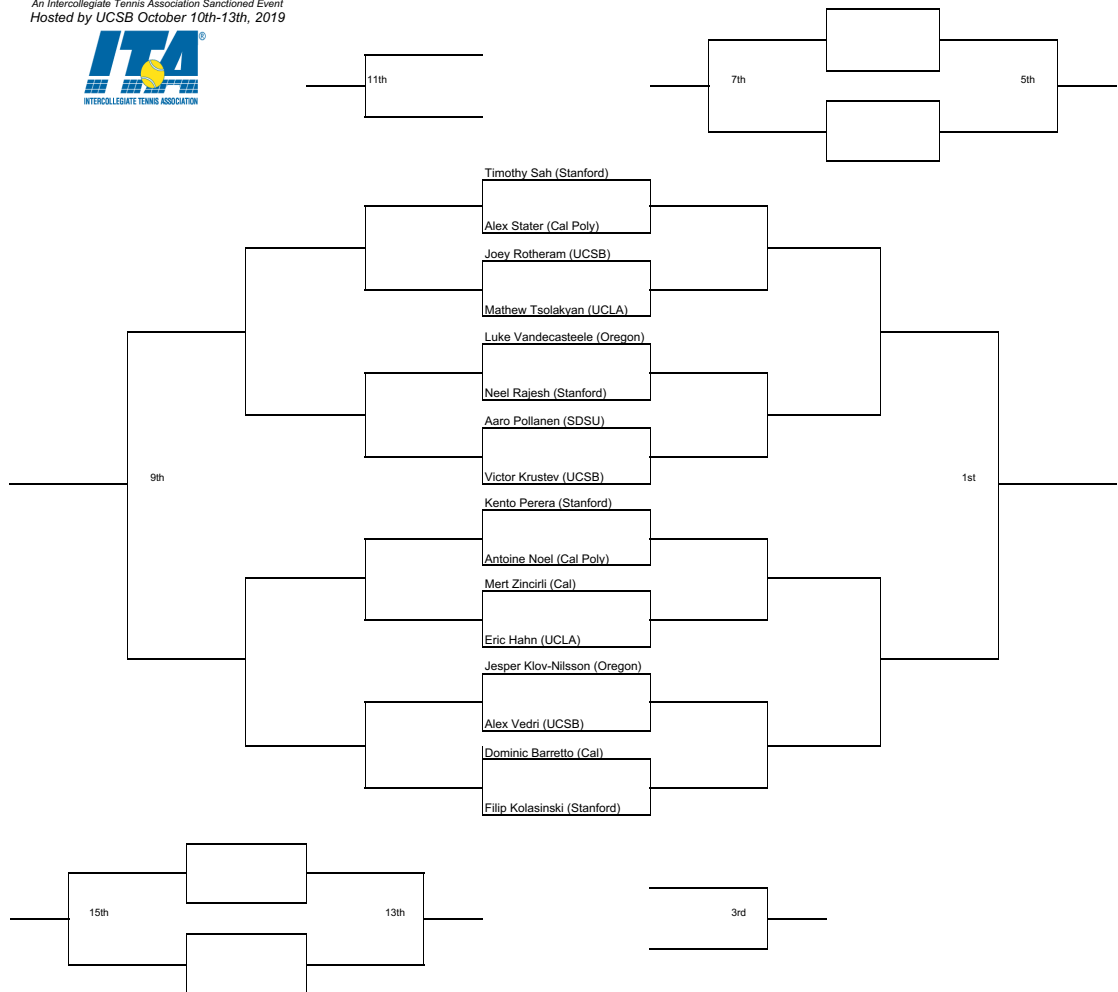 An Intercollegiate Tennis Association Sanctioned Event
Hosted by UCSB October 10th-13th, 2019
ITA®
INTERCOLLEGIATE TENNIS ASSOCIATION
11th
7th
5th
Timothy Sah (Stanford)
Alex Stater (Cal Poly)
Joey Rotheram (UCSB)
Mathew Tsolakyan (UCLA)
Luke Vandecasteele (Oregon)
Neel Rajesh (Stanford)
Aaro Pollanen (SDSU)
Victor Krustev (UCSB)
9th
1st
Kento Perera (Stanford)
Antoine Noel (Cal Poly)
Mert Zincirli (Cal)
Eric Hahn (UCLA)
Jesper Klov-Nilsson (Oregon)
Alex Vedri (UCSB)
Dominic Barretto (Cal)
Filip Kolasinski (Stanford)
15th
13th
3rd